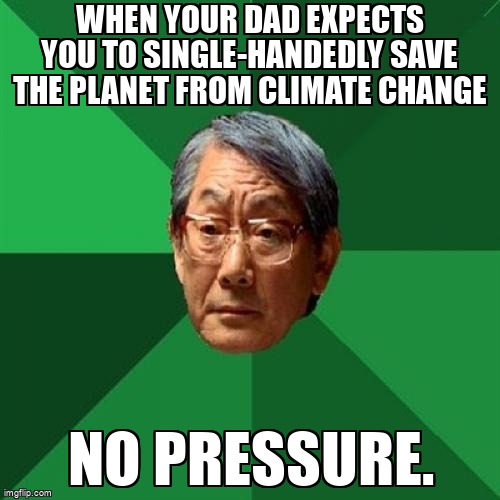 WHEN YOUR DAD EXPECTS
YOU TO SINGLE-HANDEDLY SAVE
THE PLANET FROM CLIMATE CHANGE
NO PRESSURE.
imgflip.com